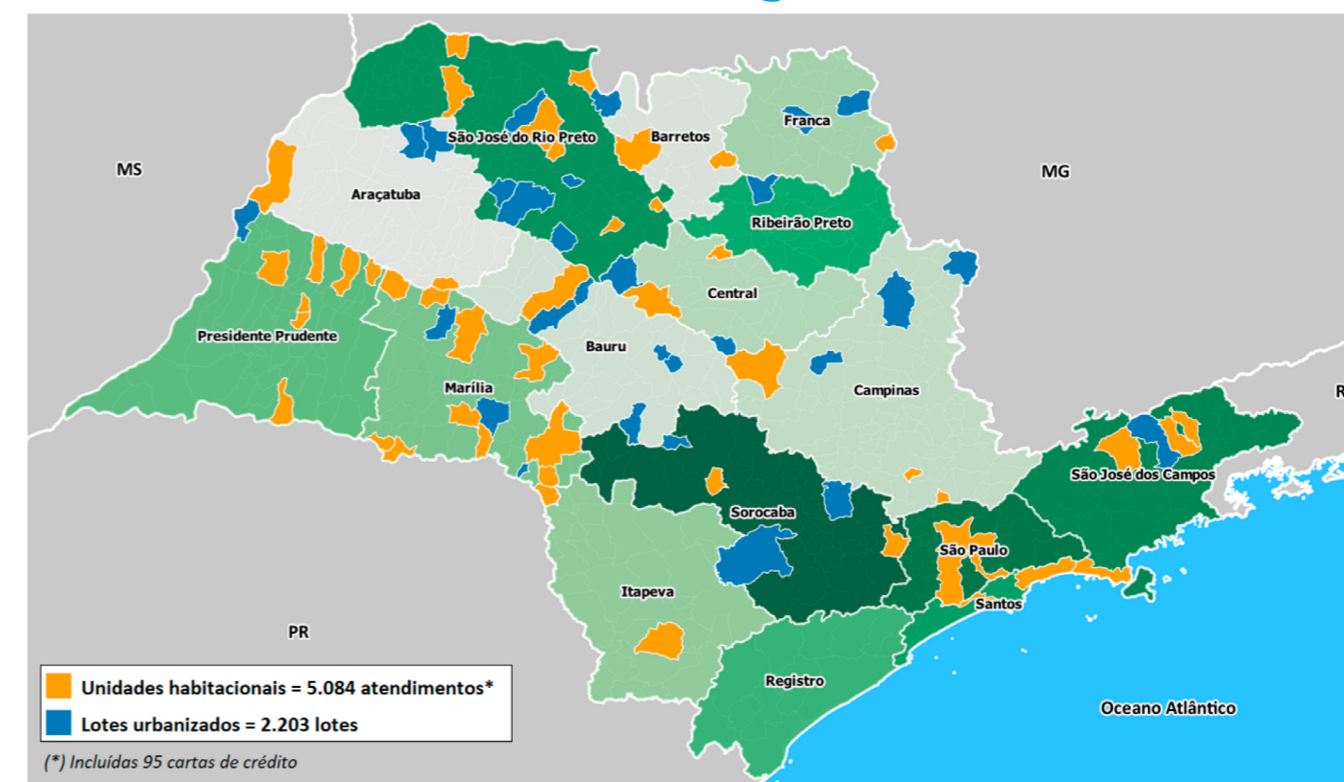 São José do Rio Preto
Barretos
Franca
MS
MG
Araçatuba
Ribeirão Preto
Central
Presidente Prudente
Bauru
Marília
Campinas
R
São José dos Campos
Sorocaba
São Paulo
Itapeva
Santos
PR
Registro
Oceano Atlântico
Unidades habitacionais = 5.084 atendimentos*
Lotes urbanizados = 2.203 lotes
(*) Incluídas 95 cartas de crédito